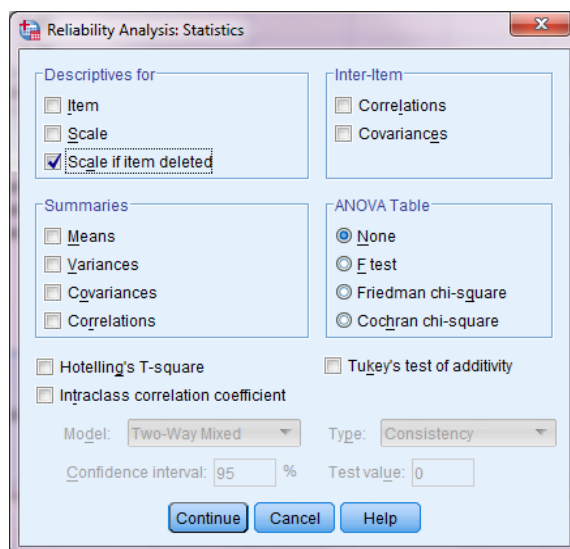 Reliability Analysis: Statistics
Descriptives for
Item
Scale
Scale if item deleted
Inter-Item
Correlations
Covariances
Summaries
Means
Variances
Covariances
Correlations
ANOVA Table
None
F test
Friedman chi-square
Cochran chi-square
Hotelling's T-square
Tukey's test of additivity
Intraclass correlation coefficient
Model: Two-Way Mixed Type: Consistency
Confidence interval: 95 % Test value: 0
Continue Cancel Help